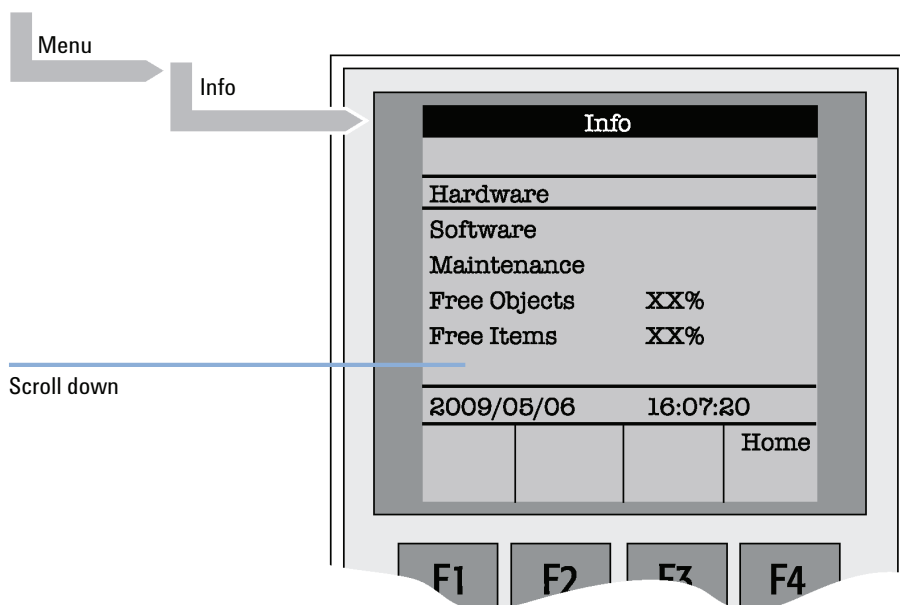 Menu
Info
Info
Hardware
Software
Maintenance
Free Objects XX%
Free Items XX%
Scroll down
2009/05/06 16:07:20
Home
F1 F2 F3 F4